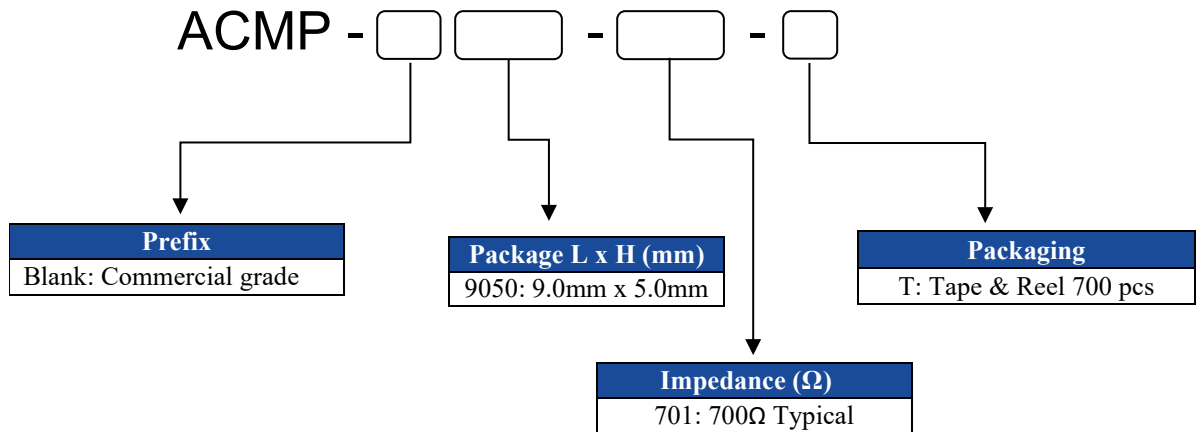 ACMP - - -
Prefix
Blank: Commercial grade
Package L x H (mm)
9050: 9.0mm x 5.0mm
Packaging
T: Tape & Reel 700 pcs
Impedance (Ω)
701: 700Ω Typical